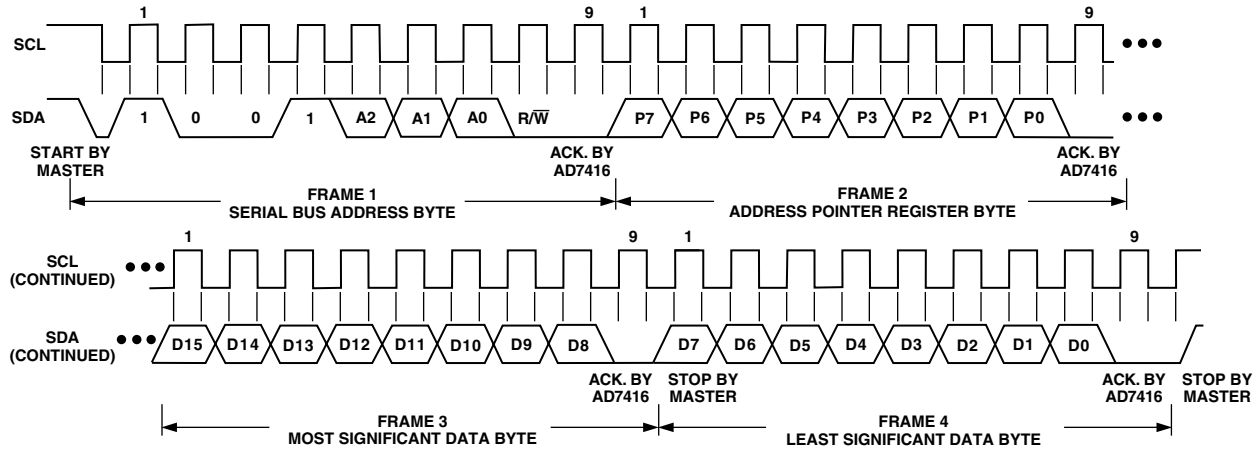 1 9 1 9
SCL
SDA 1 0 0 1 A2 A1 A0 R/W̅ P7 P6 P5 P4 P3 P2 P1 P0
START BY
MASTER
ACK. BY
AD7416
ACK. BY
AD7416
FRAME 1
SERIAL BUS ADDRESS BYTE
FRAME 2
ADDRESS POINTER REGISTER BYTE
1 9 1 9
SCL
(CONTINUED)
SDA
(CONTINUED)
D15 D14 D13 D12 D11 D10 D9 D8 D7 D6 D5 D4 D3 D2 D1 D0
ACK. BY
AD7416
STOP BY
MASTER
ACK. BY
AD7416
STOP BY
MASTER
FRAME 3
MOST SIGNIFICANT DATA BYTE
FRAME 4
LEAST SIGNIFICANT DATA BYTE